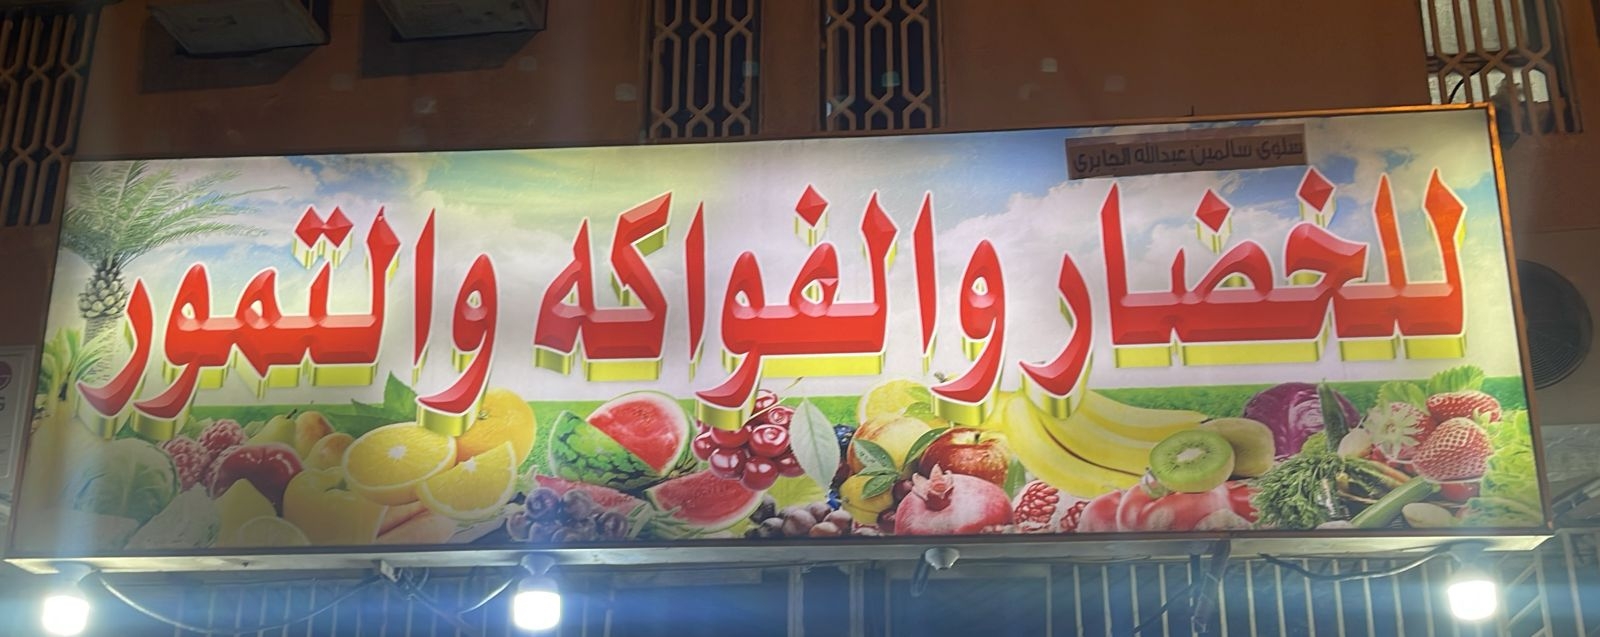 سلوى سالمين عبدالله الجابري
للخضار والفواكه والتمور